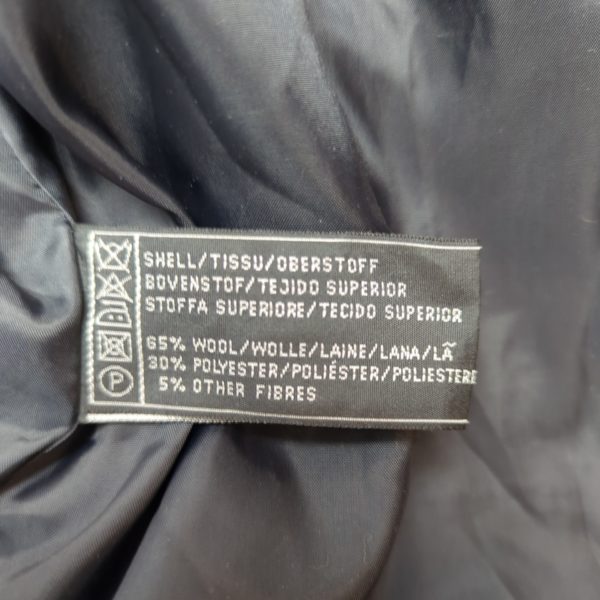 SHELL/TISSU/OBERSTOFF
BOVENSTOF/TEJIDO SUPERIOR
STOFFA SUPERIORE/TECIDO SUPERIOR
65% WOOL/WOLLE/LAINE/LANA/LÃ
30% POLYESTER/POLIÉSTER/POLIESTERE
5% OTHER FIBRES
P